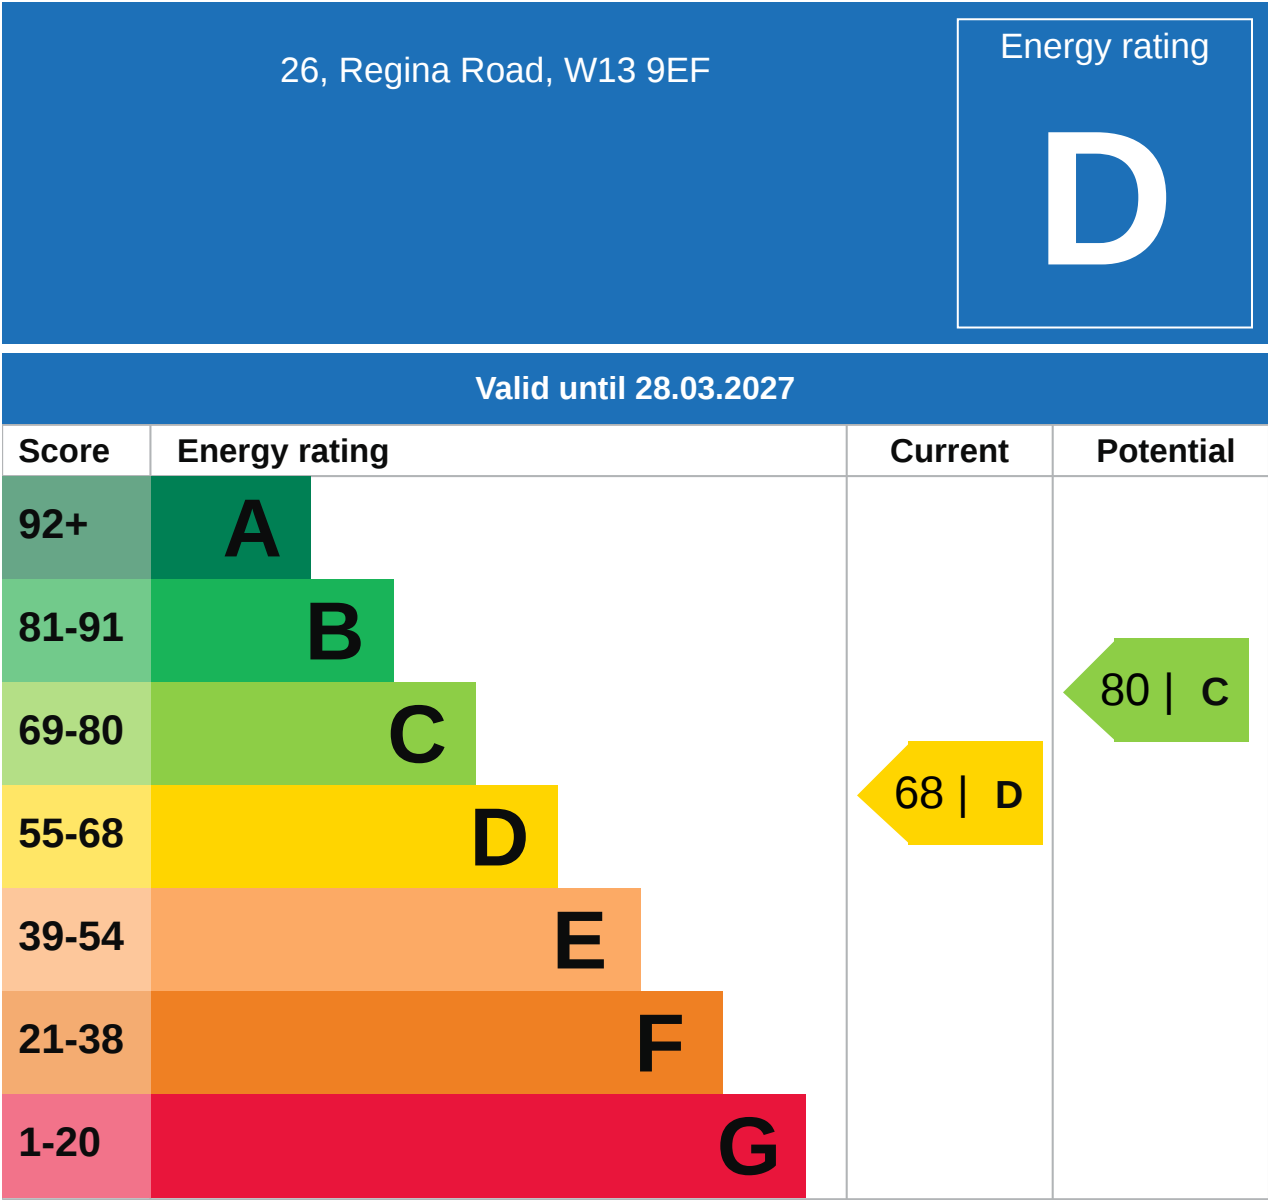 26, Regina Road, W13 9EF
Energy rating
D
Valid until 28.03.2027
Score Energy rating Current Potential
92+ A
81-91 B
80 | C
69-80 C
68 | D
55-68 D
39-54 E
21-38 F
1-20 G